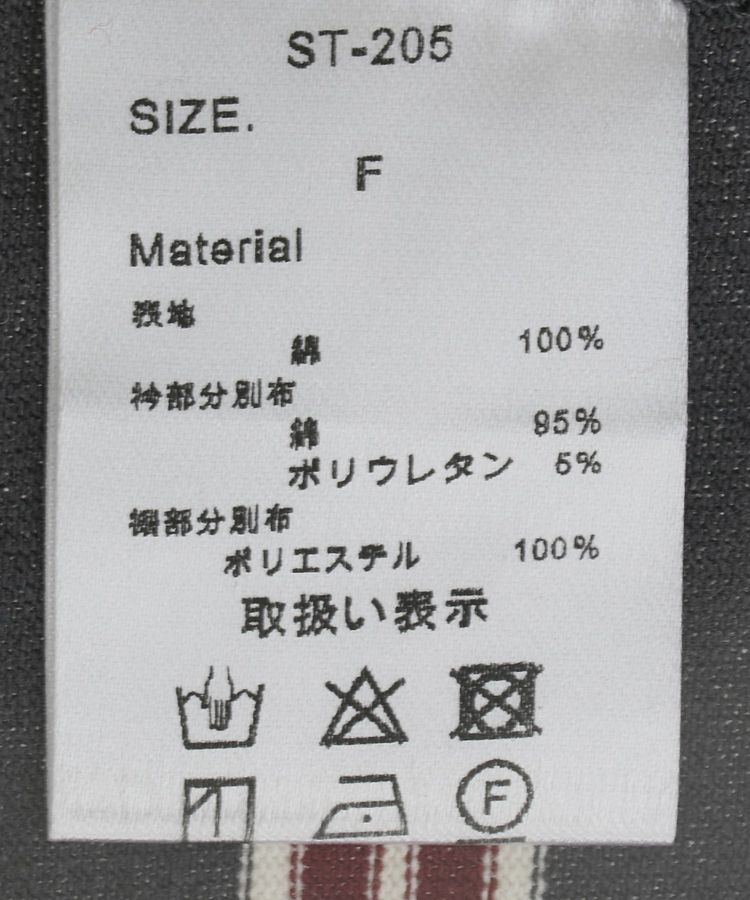 ST-205
SIZE.
F
Material
表地
綿 100%
衿部分別布
綿 95%
ポリウレタン 5%
裾部分別布
ポリエステル 100%
取扱い表示
F